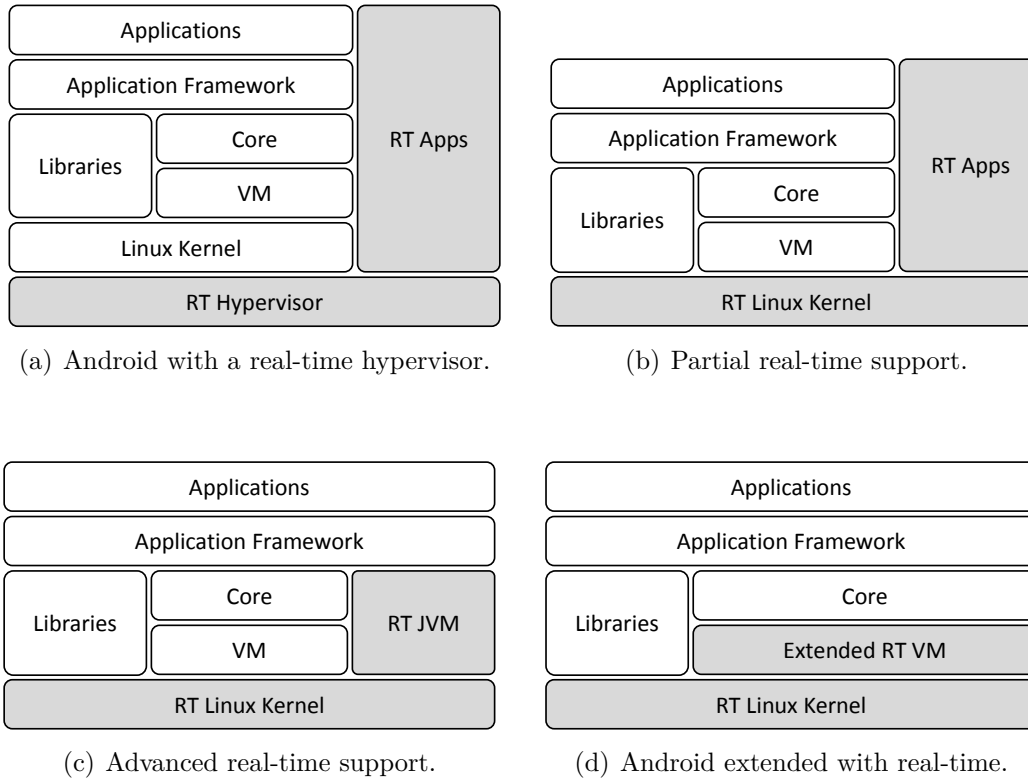 Applications
Application Framework
Libraries
Core
VM
RT Apps
Linux Kernel
RT Hypervisor
(a) Android with a real-time hypervisor.
Applications
Application Framework
Libraries
Core
VM
RT Apps
RT Linux Kernel
(b) Partial real-time support.
Applications
Application Framework
Libraries
Core
VM
RT JVM
RT Linux Kernel
(c) Advanced real-time support.
Applications
Application Framework
Libraries
Core
Extended RT VM
RT Linux Kernel
(d) Android extended with real-time.